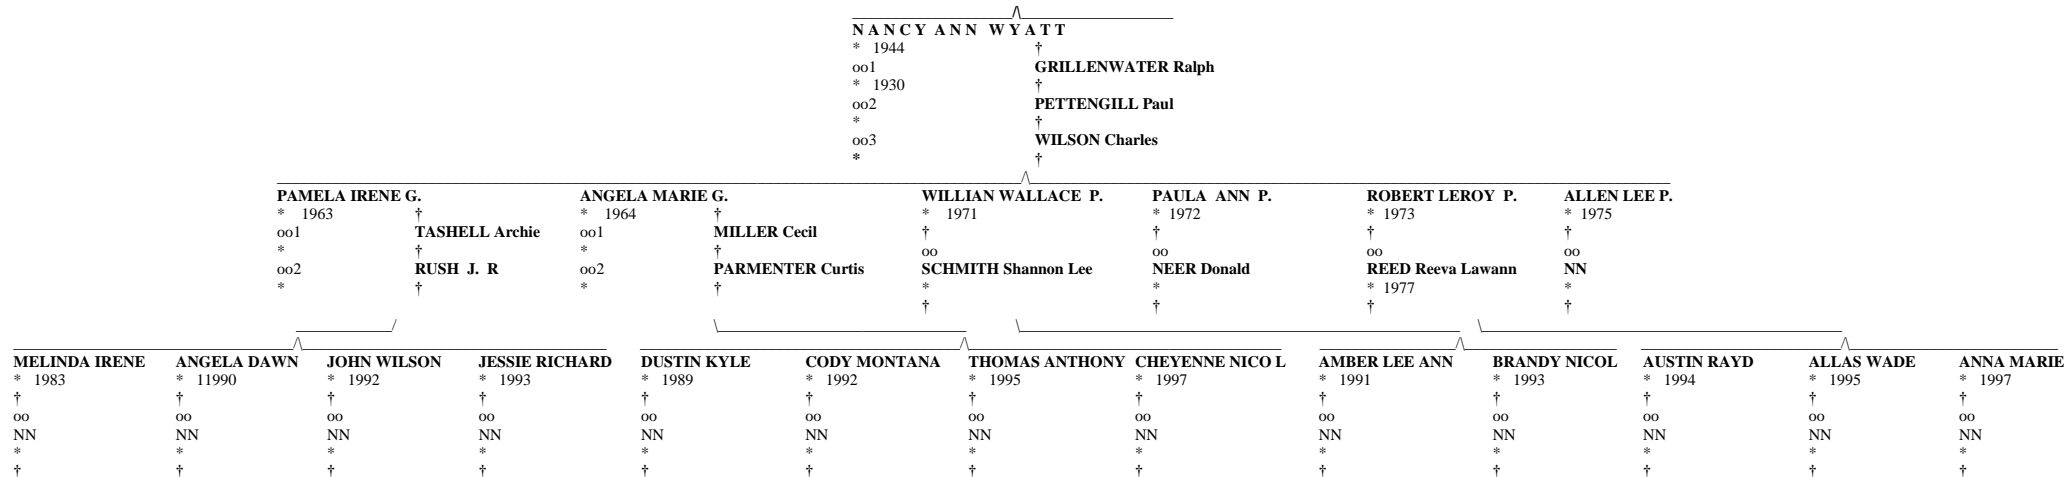 N A N C Y  A N N  W Y A T T
* 1944 †
oo1 GRILLENWATER Ralph
* 1930 †
oo2 PETTENGILL Paul
* †
oo3 WILSON Charles
* †
PAMELA IRENE G. ANGELA MARIE G. WILLIAN WALLACE P. PAULA ANN P. ROBERT LEROY P. ALLEN LEE P.
* 1963 † * 1964 † * 1971 * 1972 * 1973 * 1975
oo1 TASHELL Archie oo1 MILLER Cecil † † † †
* † * † oo oo oo oo
oo2 RUSH J. R oo2 PARMENTER Curtis SCHMITH Shannon Lee NEER Donald REED Reeva Lawann NN
* † * † * * * 1977 *
† † † †
MELINDA IRENE ANGELA DAWN JOHN WILSON JESSIE RICHARD DUSTIN KYLE CODY MONTANA THOMAS ANTHONY CHEYENNE NICO L AMBER LEE ANN BRANDY NICOL AUSTIN RAYD ALLAS WADE ANNA MARIE
* 1983 * 11990 * 1992 * 1993 * 1989 * 1992 * 1995 * 1997 * 1991 * 1993 * 1994 * 1995 * 1997
† † † † † † † † † † † † †
oo oo oo oo oo oo oo oo oo oo oo oo oo
NN NN NN NN NN NN NN NN NN NN NN NN NN
* * * * * * * * * * * * *
† † † † † † † † † † † † †